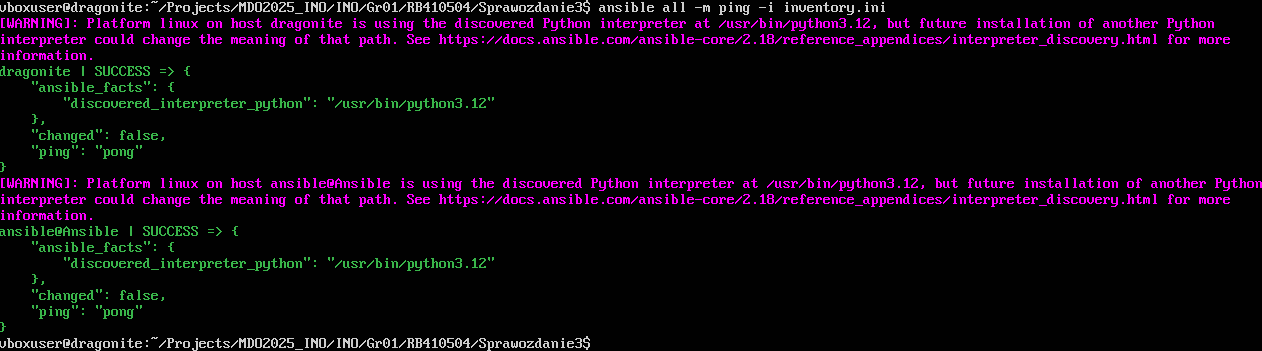 vboxuser@dragonite:~/Projects/MDO2025_INO/INO/Gr01/RB410504/Sprawozdanie3$ ansible all -m ping -i inventory.ini
[WARNING]: Platform linux on host dragonite is using the discovered Python interpreter at /usr/bin/python3.12, but future installation of another Python
interpreter could change the meaning of that path. See https://docs.ansible.com/ansible-core/2.18/reference_appendices/interpreter_discovery.html for more
information.
dragonite | SUCCESS => {
    "ansible_facts": {
        "discovered_interpreter_python": "/usr/bin/python3.12"
    },
    "changed": false,
    "ping": "pong"
}
[WARNING]: Platform linux on host ansible@Ansible is using the discovered Python interpreter at /usr/bin/python3.12, but future installation of another Python
interpreter could change the meaning of that path. See https://docs.ansible.com/ansible-core/2.18/reference_appendices/interpreter_discovery.html for more
information.
ansible@Ansible | SUCCESS => {
    "ansible_facts": {
        "discovered_interpreter_python": "/usr/bin/python3.12"
    },
    "changed": false,
    "ping": "pong"
}
vboxuser@dragonite:~/Projects/MDO2025_INO/INO/Gr01/RB410504/Sprawozdanie3$